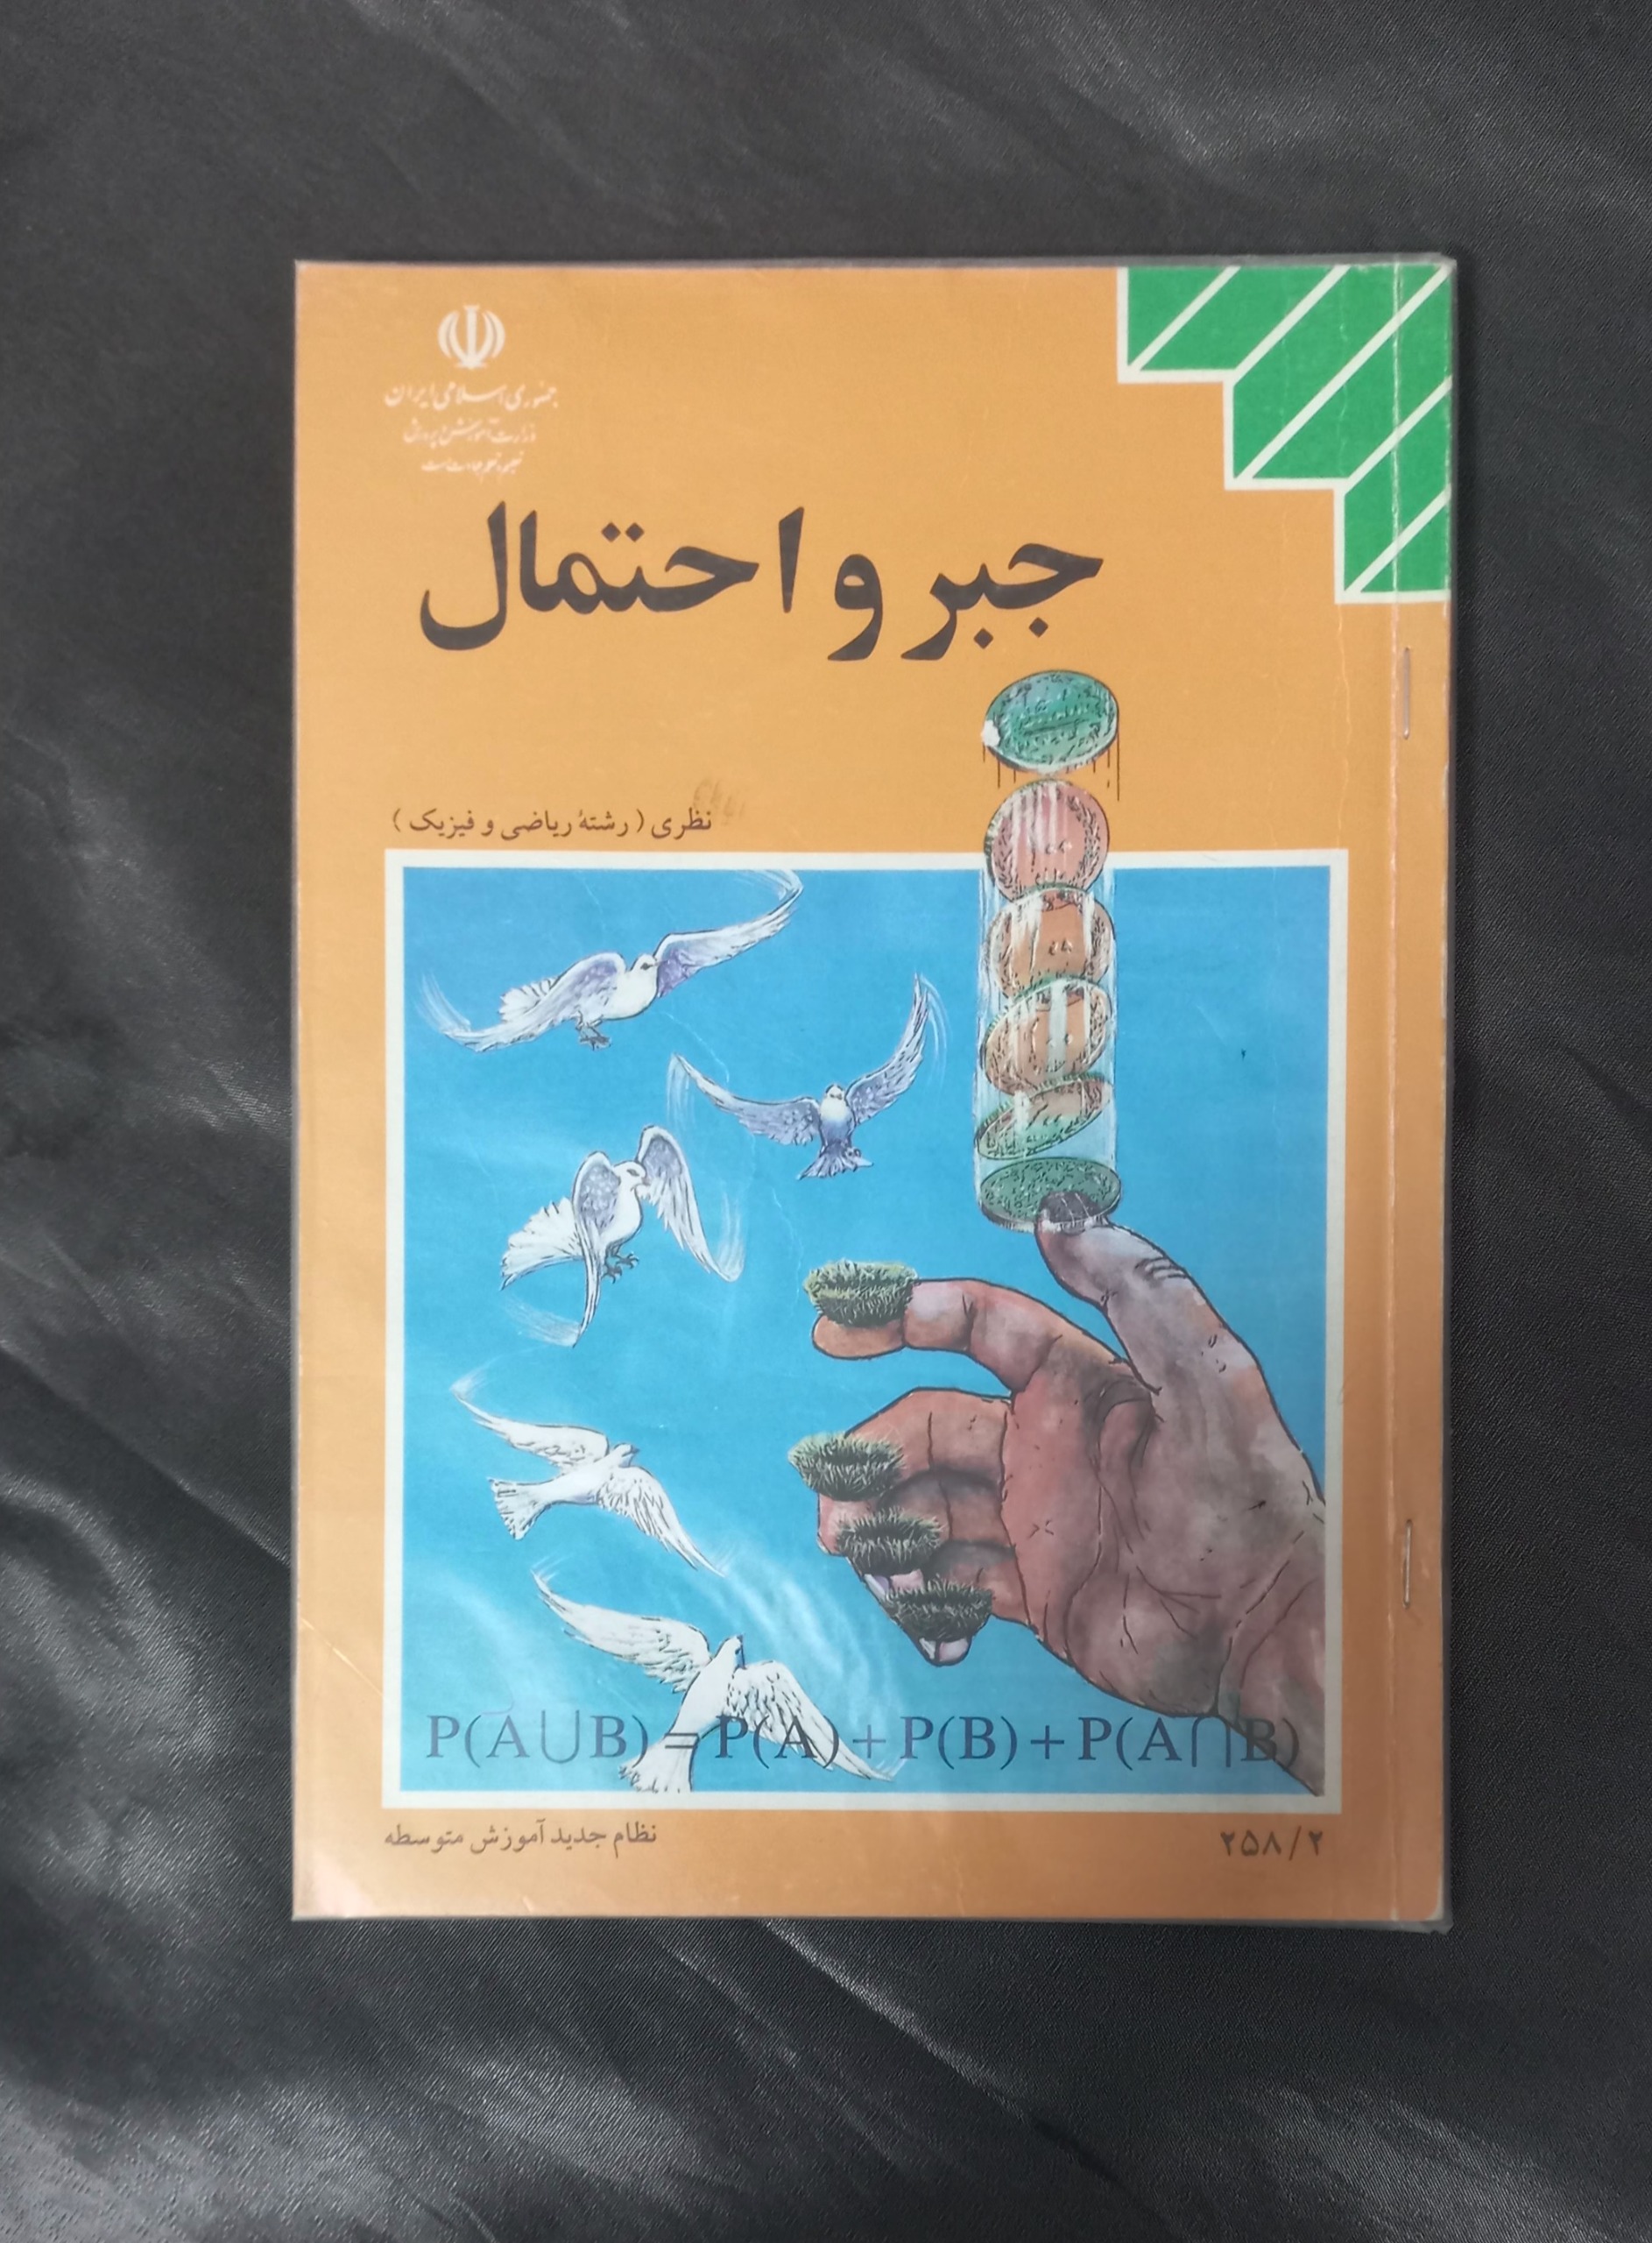 جمهوری اسلامی ایران
وزارت آموزش و پرورش
جبر و احتمال
نظری ( رشتهٔ ریاضی و فیزیک )
P(A∪B) = P(A)+P(B)+P(A∩B)
نظام جدید آموزش متوسطه
۲۵۸/۲